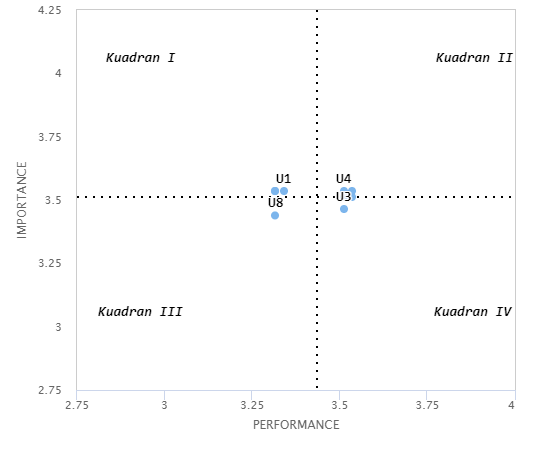 4.25
Kuadran I
Kuadran II
4
3.75
U1
U4
3.5
U3
U8
3.25
Kuadran III
Kuadran IV
3
2.75
2.75
3
3.25
3.5
3.75
4
IMPORTANCE
PERFORMANCE